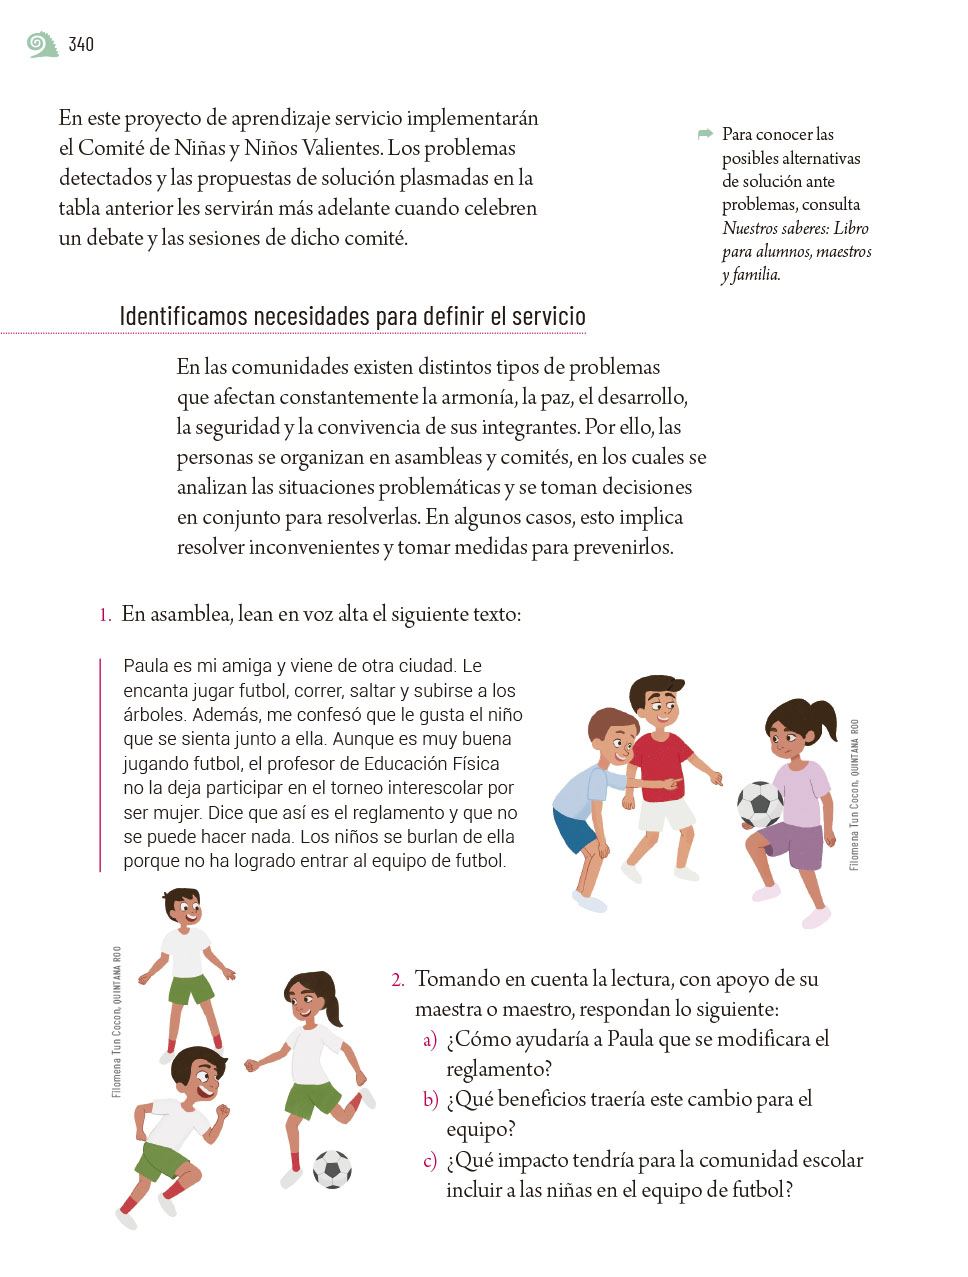 340
En este proyecto de aprendizaje servicio implementarán
el Comité de Niñas y Niños Valientes. Los problemas
detectados y las propuestas de solución plasmadas en la
tabla anterior les servirán más adelante cuando celebren
un debate y las sesiones de dicho comité.
Para conocer las
posibles alternativas
de solución ante
problemas, consulta
Nuestros saberes: Libro
para alumnos, maestros
y familia.
Identificamos necesidades para definir el servicio
En las comunidades existen distintos tipos de problemas
que afectan constantemente la armonía, la paz, el desarrollo,
la seguridad y la convivencia de sus integrantes. Por ello, las
personas se organizan en asambleas y comités, en los cuales se
analizan las situaciones problemáticas y se toman decisiones
en conjunto para resolverlas. En algunos casos, esto implica
resolver inconvenientes y tomar medidas para prevenirlos.
1. En asamblea, lean en voz alta el siguiente texto:
Paula es mi amiga y viene de otra ciudad. Le
encanta jugar futbol, correr, saltar y subirse a los
árboles. Además, me confesó que le gusta el niño
que se sienta junto a ella. Aunque es muy buena
jugando futbol, el profesor de Educación Física
no la deja participar en el torneo interescolar por
ser mujer. Dice que así es el reglamento y que no
se puede hacer nada. Los niños se burlan de ella
porque no ha logrado entrar al equipo de futbol.
Filomena Tun Cocon, QUINTANA ROO
Filomena Tun Cocon, QUINTANA ROO
2. Tomando en cuenta la lectura, con apoyo de su
maestra o maestro, respondan lo siguiente:
a) ¿Cómo ayudaría a Paula que se modificara el
reglamento?
b) ¿Qué beneficios traería este cambio para el
equipo?
c) ¿Qué impacto tendría para la comunidad escolar
incluir a las niñas en el equipo de futbol?